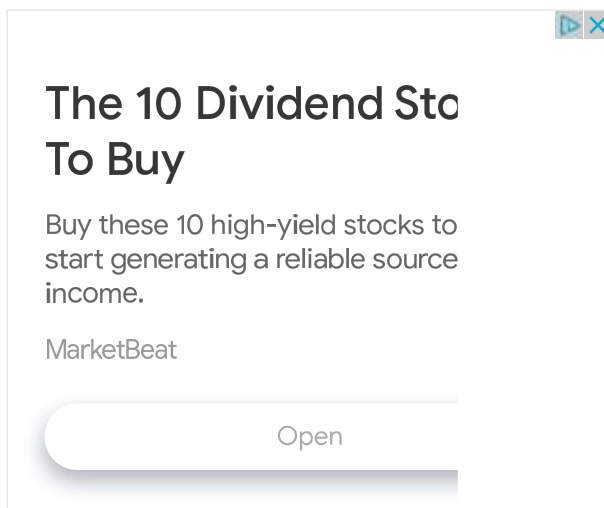 The 10 Dividend Sto
To Buy
Buy these 10 high-yield stocks to
start generating a reliable source
income.
MarketBeat
Open